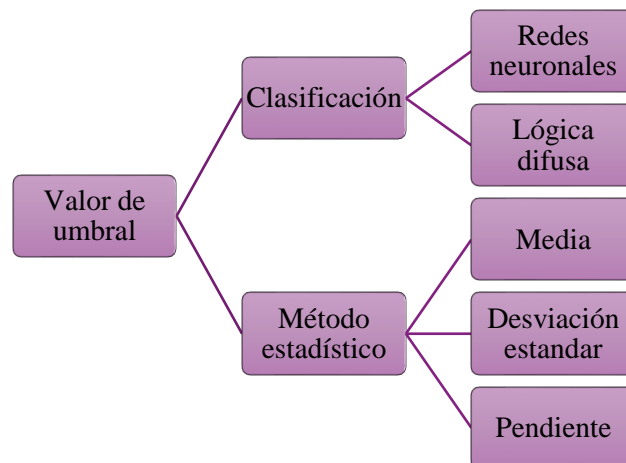 Valor de
umbral
Clasificación
Redes
neuronales
Lógica
difusa
Método
estadístico
Media
Desviación
estandar
Pendiente